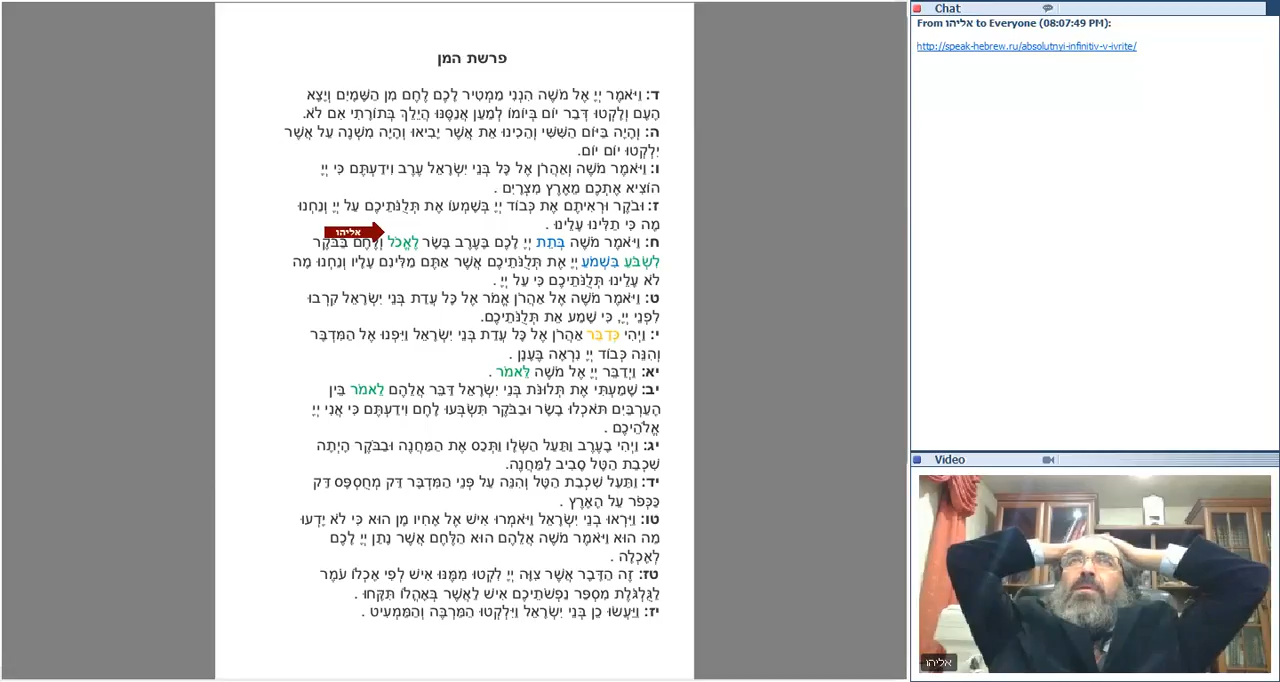 Chat
From אליהו to Everyone (08:07:49 PM):
http://speak-hebrew.ru/absolutnyi-infinitiv-v-ivrite/
פרשת המן
ד: וַיֹּאמֶר יְיָ אֶל מֹשֶׁה הִנְנִי מַמְטִיר לָכֶם לֶחֶם מִן הַשָּׁמָיִם וְיָצָא
הָעָם וְלָקְטוּ דְּבַר יוֹם בְּיוֹמוֹ לְמַעַן אֲנַסֶּנּוּ הֲיֵלֵךְ בְּתוֹרָתִי אִם לֹא.
ה: וְהָיָה בַּיּוֹם הַשִּׁשִּׁי וְהֵכִינוּ אֵת אֲשֶׁר יָבִיאוּ וְהָיָה מִשְׁנֶה עַל אֲשֶׁר
יִלְקְטוּ יוֹם יוֹם.
ו: וַיֹּאמֶר מֹשֶׁה וְאַהֲרֹן אֶל כָּל בְּנֵי יִשְׂרָאֵל עֶרֶב וִידַעְתֶּם כִּי יְיָ
הוֹצִיא אֶתְכֶם מֵאֶרֶץ מִצְרָיִם .
ז: וּבֹקֶר וּרְאִיתֶם אֶת כְּבוֹד יְיָ בְּשָׁמְעוֹ אֶת תְּלֻנֹּתֵיכֶם עַל יְיָ וְנַחְנוּ
מָה כִּי תַלִּינוּ עָלֵינוּ .
אליהו
ח: וַיֹּאמֶר מֹשֶׁה בְּתֵת יְיָ לָכֶם בָּעֶרֶב בָּשָׂר לֶאֱכֹל וְלֶחֶם בַּבֹּקֶר
לִשְׂבֹּעַ בִּשְׁמֹעַ יְיָ אֶת תְּלֻנֹּתֵיכֶם אֲשֶׁר אַתֶּם מַלִּינִם עָלָיו וְנַחְנוּ מָה
לֹא עָלֵינוּ תְלֻנֹּתֵיכֶם כִּי עַל יְיָ .
ט: וַיֹּאמֶר מֹשֶׁה אֶל אַהֲרֹן אֱמֹר אֶל כָּל עֲדַת בְּנֵי יִשְׂרָאֵל קִרְבוּ
לִפְנֵי יְיָ, כִּי שָׁמַע אֵת תְּלֻנֹּתֵיכֶם.
י: וַיְהִי כְּדַבֵּר אַהֲרֹן אֶל כָּל עֲדַת בְּנֵי יִשְׂרָאֵל וַיִּפְנוּ אֶל הַמִּדְבָּר
וְהִנֵּה כְּבוֹד יְיָ נִרְאָה בֶּעָנָן .
יא: וַיְדַבֵּר יְיָ אֶל מֹשֶׁה לֵּאמֹר .
יב: שָׁמַעְתִּי אֶת תְּלוּנֹּת בְּנֵי יִשְׂרָאֵל דַּבֵּר אֲלֵהֶם לֵאמֹר בֵּין
הָעַרְבַּיִם תֹּאכְלוּ בָשָׂר וּבַבֹּקֶר תִּשְׂבְּעוּ לָחֶם וִידַעְתֶּם כִּי אֲנִי יְיָ
אֱלֹהֵיכֶם .
יג: וַיְהִי בָעֶרֶב וַתַּעַל הַשְּׂלָו וַתְּכַס אֶת הַמַּחֲנֶה וּבַבֹּקֶר הָיְתָה
שִׁכְבַת הַטַּל סָבִיב לַמַּחֲנֶה.
יד: וַתַּעַל שִׁכְבַת הַטָּל וְהִנֵּה עַל פְּנֵי הַמִּדְבָּר דַּק מְחֻסְפָּס דַּק
כַּכְּפֹר עַל הָאָרֶץ .
טו: וַיִּרְאוּ בְנֵי יִשְׂרָאֵל וַיֹּאמְרוּ אִישׁ אֶל אָחִיו מָן הוּא כִּי לֹא יָדְעוּ
מַה הוּא וַיֹּאמֶר מֹשֶׁה אֲלֵהֶם הוּא הַלֶּחֶם אֲשֶׁר נָתַן יְיָ לָכֶם
לְאָכְלָה .
טז: זֶה הַדָּבָר אֲשֶׁר צִוָּה יְיָ לִקְטוּ מִמֶּנּוּ אִישׁ לְפִי אָכְלוֹ עֹמֶר
לַגֻּלְגֹּלֶת מִסְפַּר נַפְשֹׁתֵיכֶם אִישׁ לַאֲשֶׁר בְּאָהֳלוֹ תִּקָּחוּ .
יז: וַיַּעֲשׂוּ כֵן בְּנֵי יִשְׂרָאֵל וַיִּלְקְטוּ הַמַּרְבֶּה וְהַמַּמְעִיט .
Video
אליהו